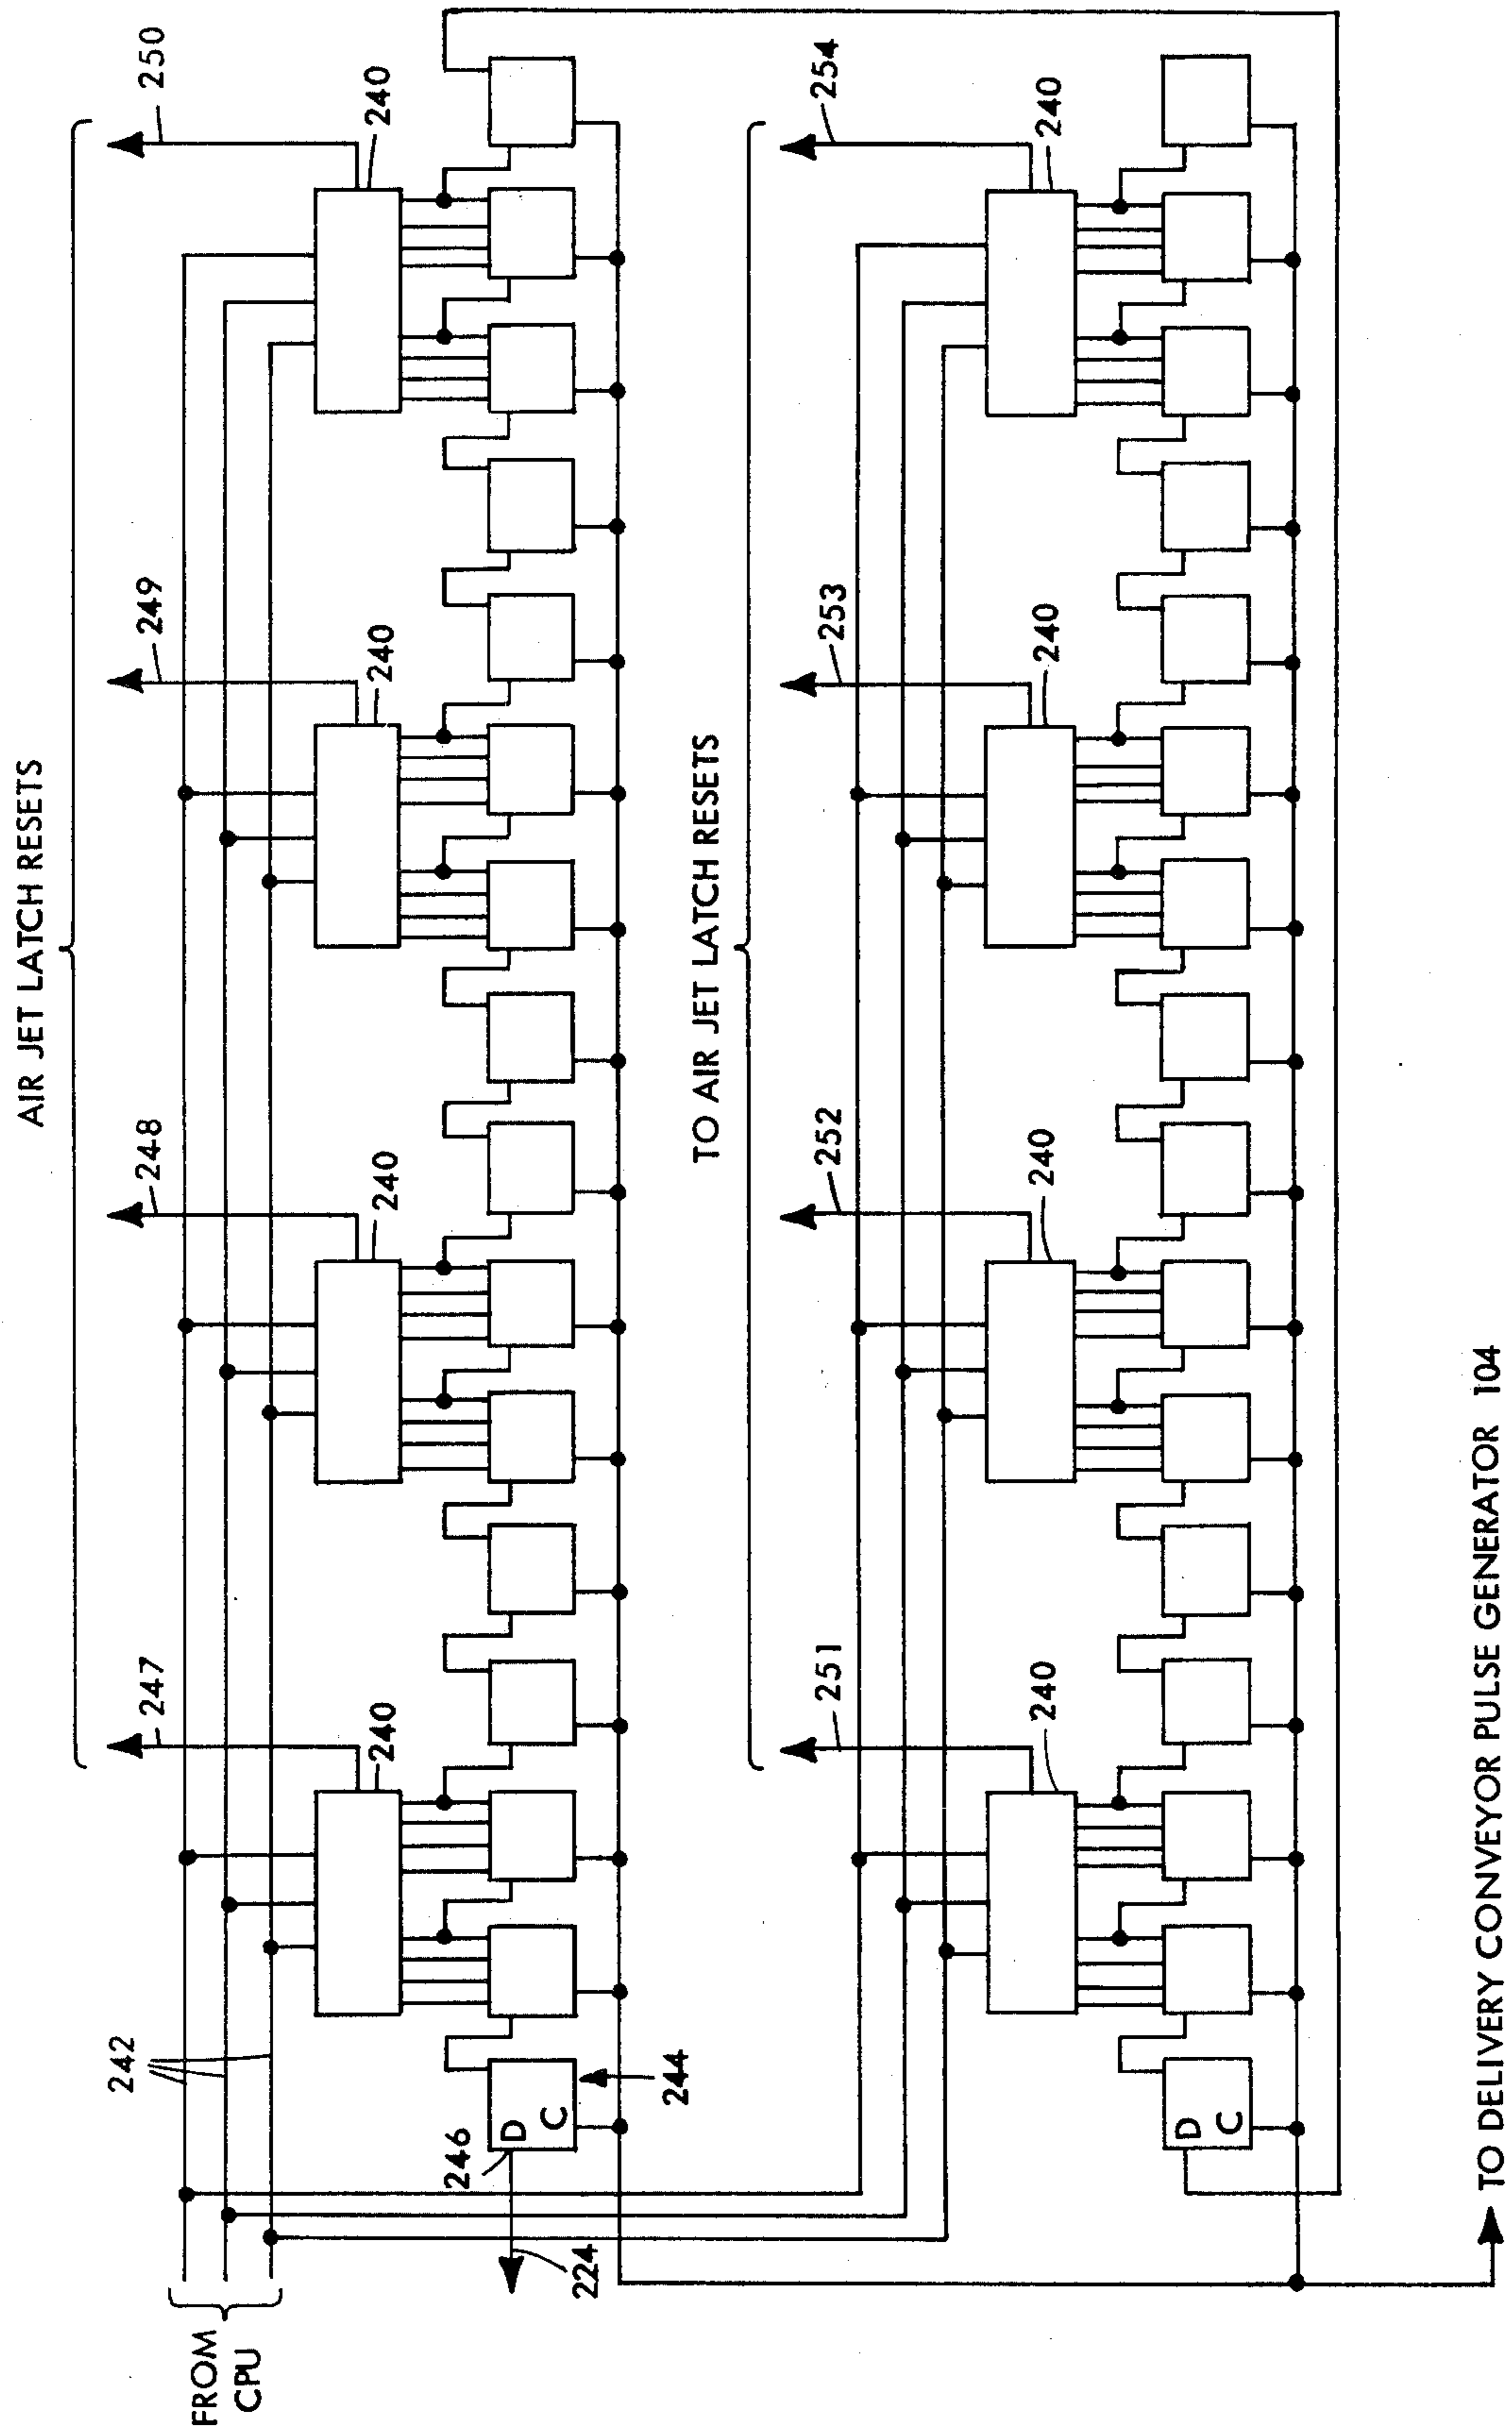 AIR JET LATCH RESETS
247
248
249
250
240
240
240
240
242
FROM
CPU
246
D
C
244
224
TO AIR JET LATCH RESETS
251
252
253
254
240
240
240
240
D
C
TO DELIVERY CONVEYOR PULSE GENERATOR 104